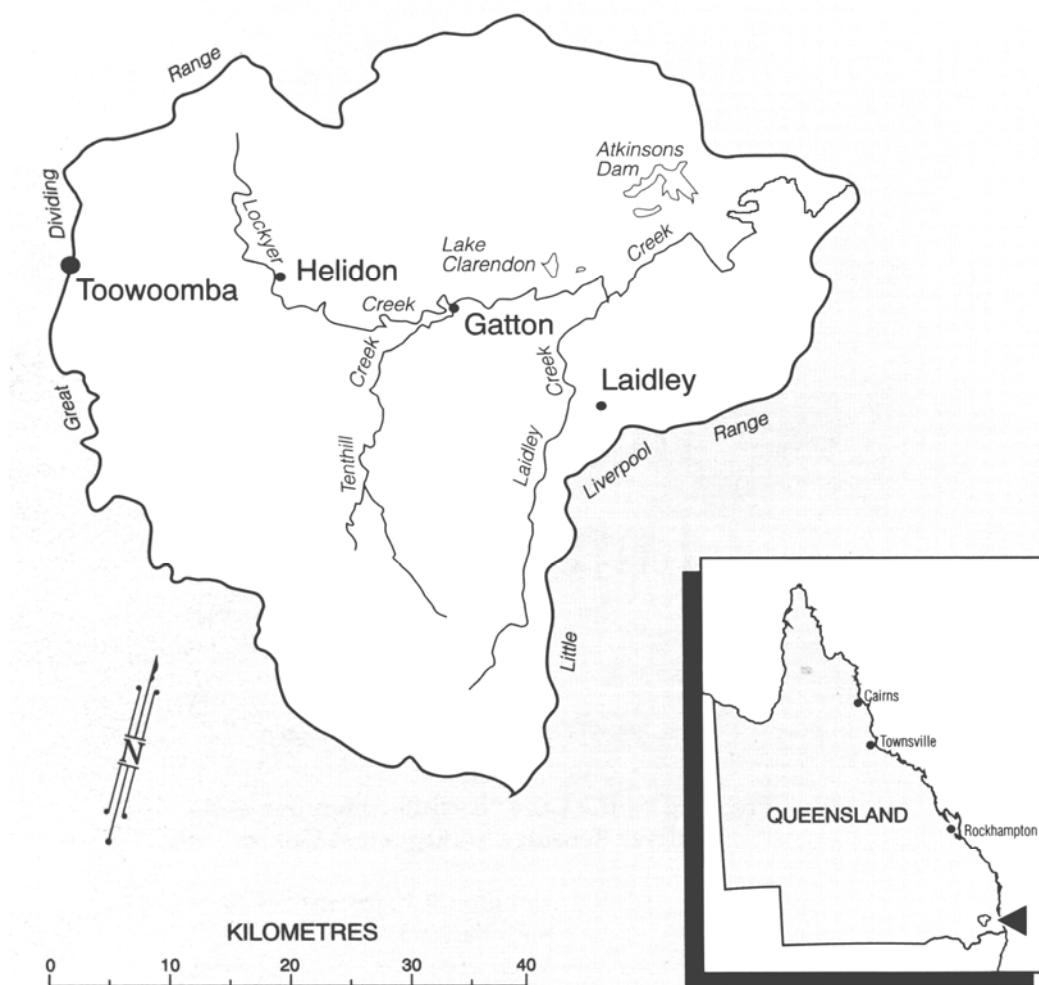 Range
Dividing
Great
Toowoomba
Lockyer
Helidon
Creek
Lake
Clarendon
Atkinsons
Dam
Creek
Gatton
Creek
Tenthill
Creek
Laidley
Laidley
Range
Liverpool
Little
N
KILOMETRES
0 10 20 30 40
Cairns
Townsville
QUEENSLAND
Rockhampton